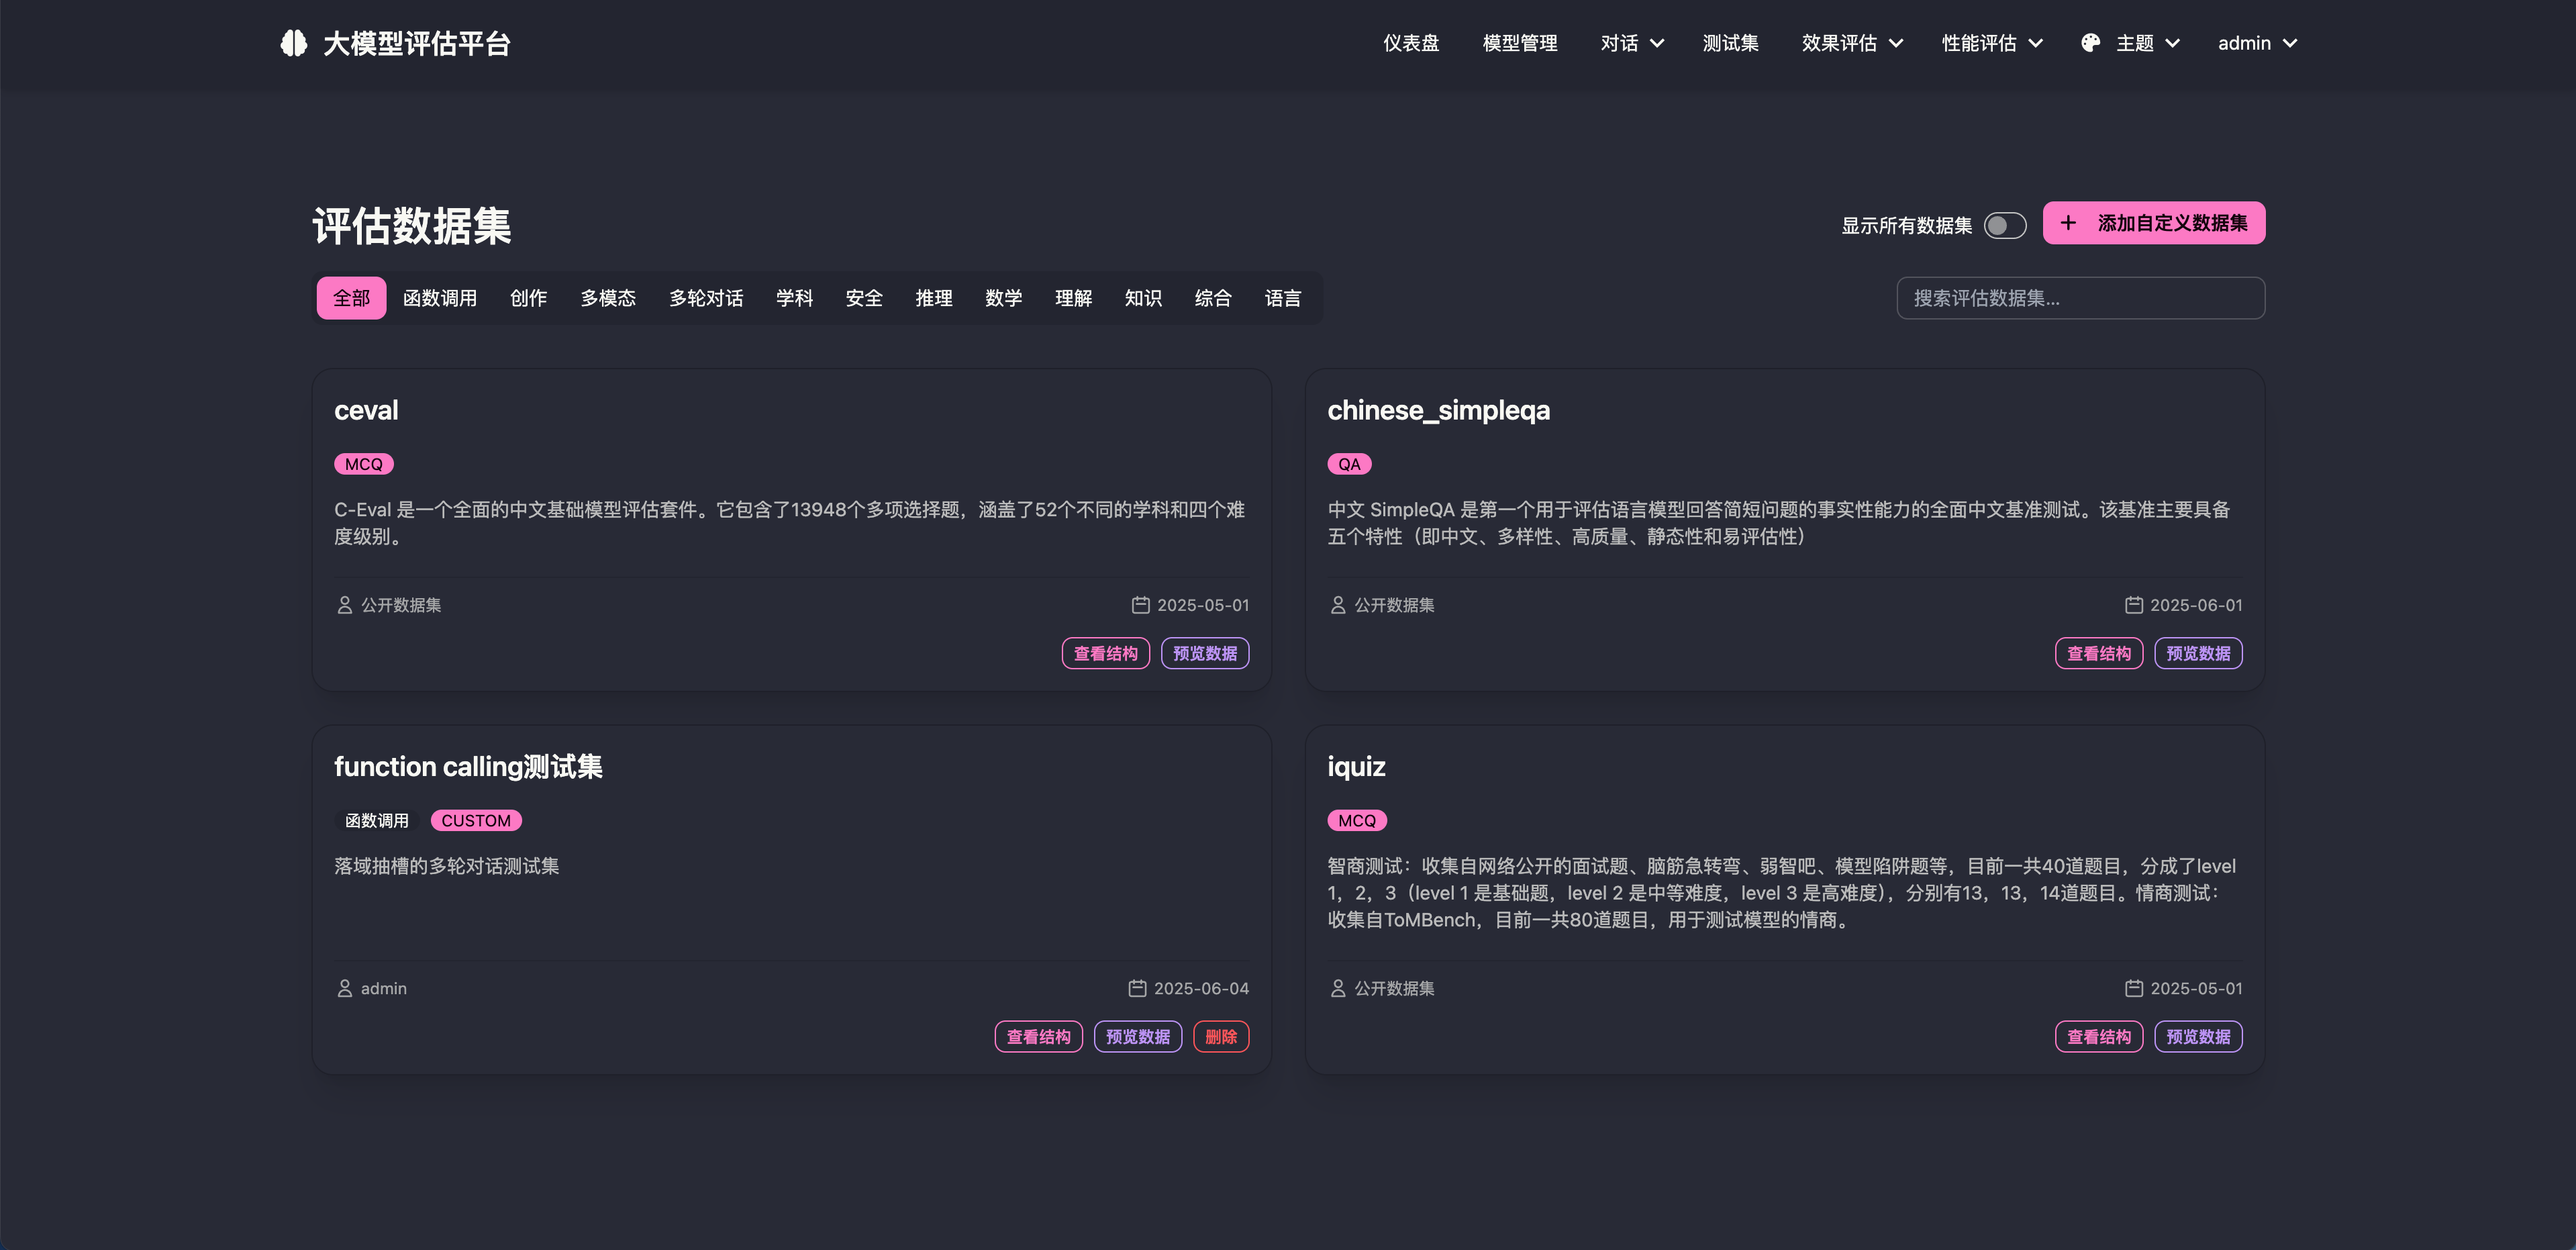 大模型评估平台
仪表盘 模型管理 对话 测试集 效果评估 性能评估 主题 admin
评估数据集
显示所有数据集
+ 添加自定义数据集
全部 函数调用 创作 多模态 多轮对话 学科 安全 推理 数学 理解 知识 综合 语言
搜索评估数据集...
ceval
MCQ
C-Eval 是一个全面的中文基础模型评估套件。它包含了13948个多项选择题，涵盖了52个不同的学科和四个难
度级别。
公开数据集
2025-05-01
查看结构 预览数据
chinese_simpleqa
QA
中文 SimpleQA 是第一个用于评估语言模型回答简短问题的事实性能力的全面中文基准测试。该基准主要具备
五个特性（即中文、多样性、高质量、静态性和易评估性）
公开数据集
2025-06-01
查看结构 预览数据
function calling测试集
函数调用 CUSTOM
落域抽槽的多轮对话测试集
admin
2025-06-04
查看结构 预览数据 删除
iquiz
MCQ
智商测试：收集自网络公开的面试题、脑筋急转弯、弱智吧、模型陷阱题等，目前一共40道题目，分成了level
1，2，3（level 1 是基础题，level 2 是中等难度，level 3 是高难度），分别有13，13，14道题目。情商测试：
收集自ToMBench，目前一共80道题目，用于测试模型的情商。
公开数据集
2025-05-01
查看结构 预览数据